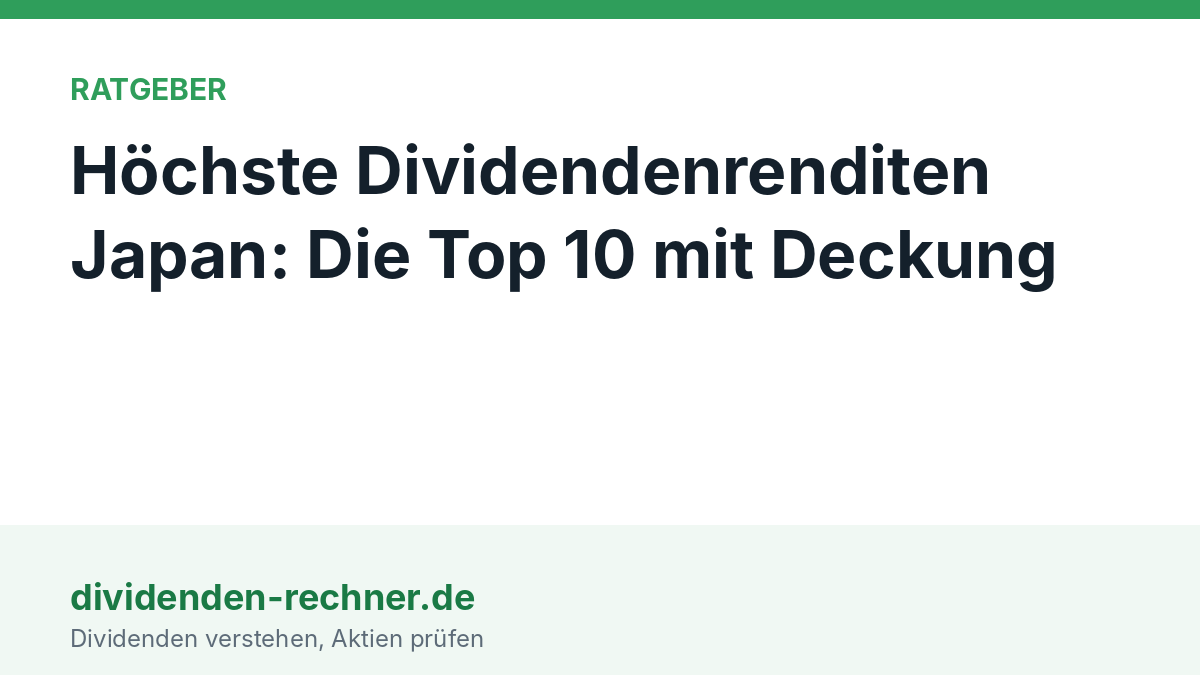 RATGEBER
Höchste Dividendenrenditen
Japan: Die Top 10 mit Deckung
dividenden-rechner.de
Dividenden verstehen, Aktien prüfen